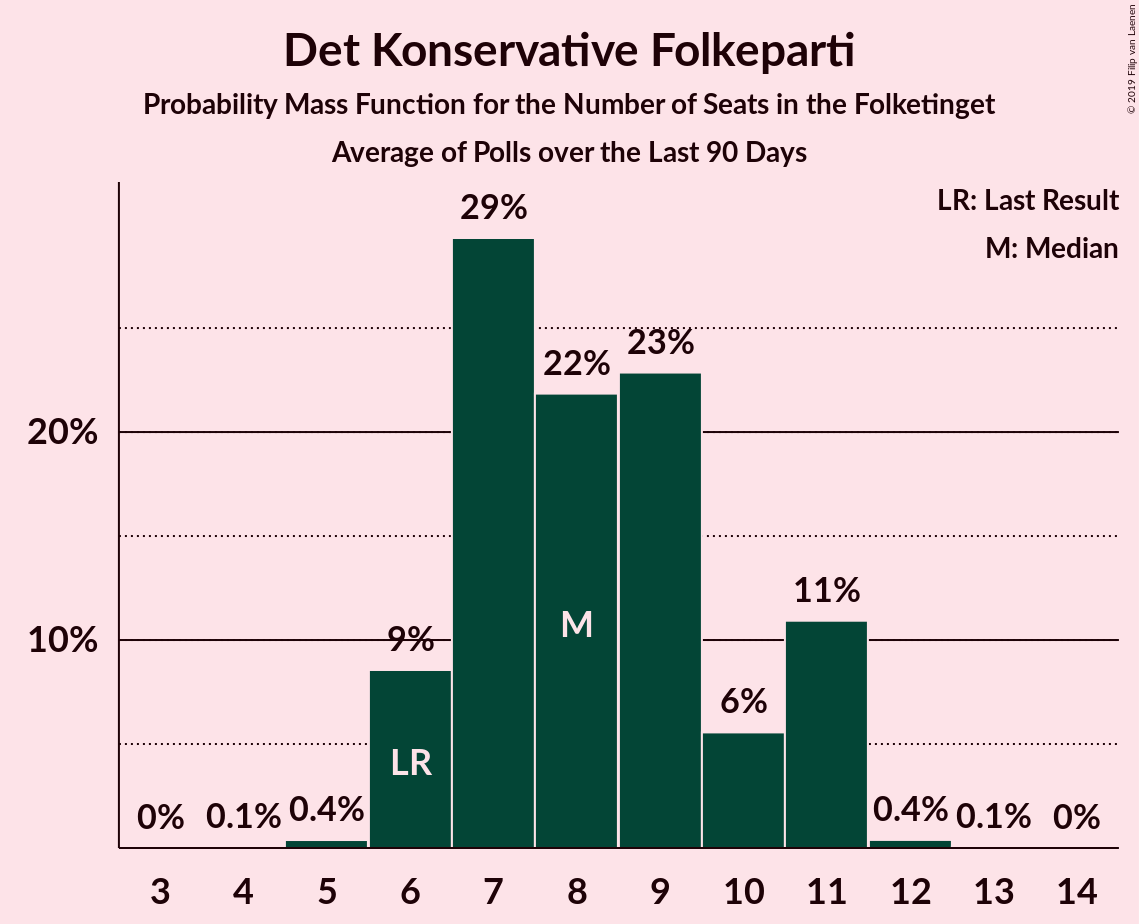 Det Konservative Folkeparti
Probability Mass Function for the Number of Seats in the Folketinget
Average of Polls over the Last 90 Days
© 2019 Filip van Laenen
LR: Last Result
M: Median
29%
23%
22%
20%
11%
10%
9%
M
6%
LR
0% 0.1% 0.4% 0.4% 0.1% 0%
3 4 5 6 7 8 9 10 11 12 13 14